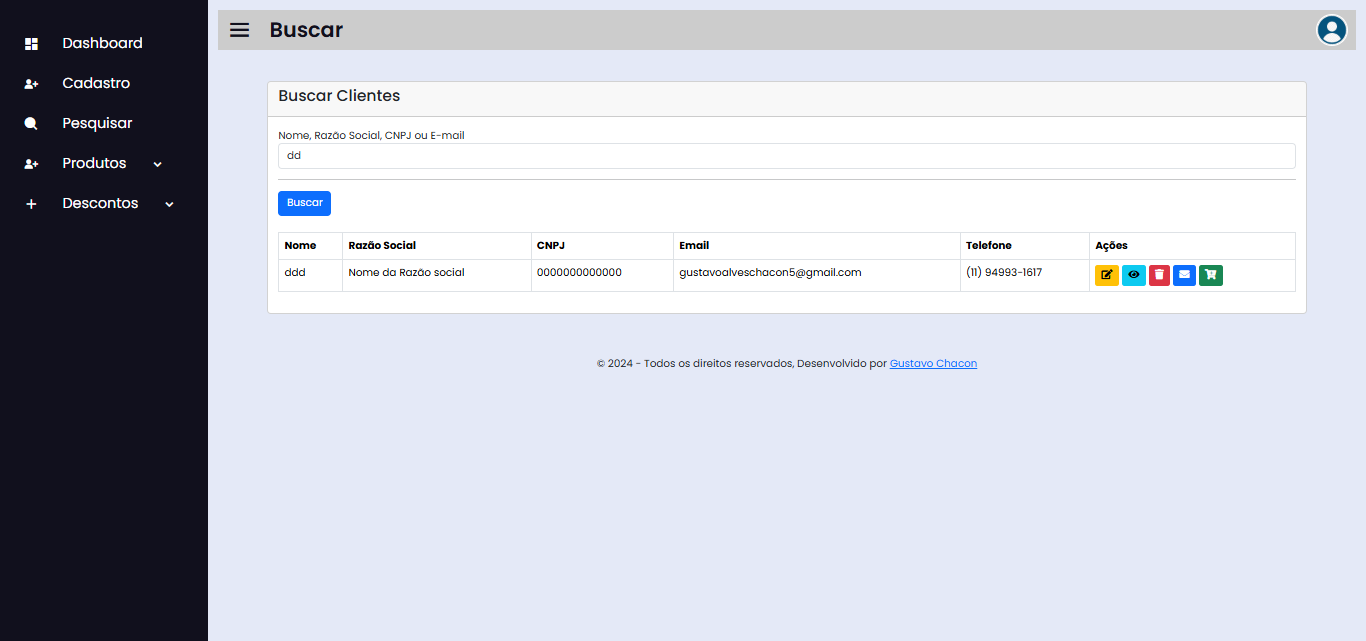 Dashboard
Cadastro
Pesquisar
Produtos
Descontos
Buscar
Buscar Clientes
Nome, Razão Social, CNPJ ou E-mail
dd
Buscar
Nome Razão Social CNPJ Email Telefone Ações
ddd Nome da Razão social 0000000000000 gustavoalveschacon5@gmail.com (11) 94993-1617
© 2024 - Todos os direitos reservados, Desenvolvido por Gustavo Chacon